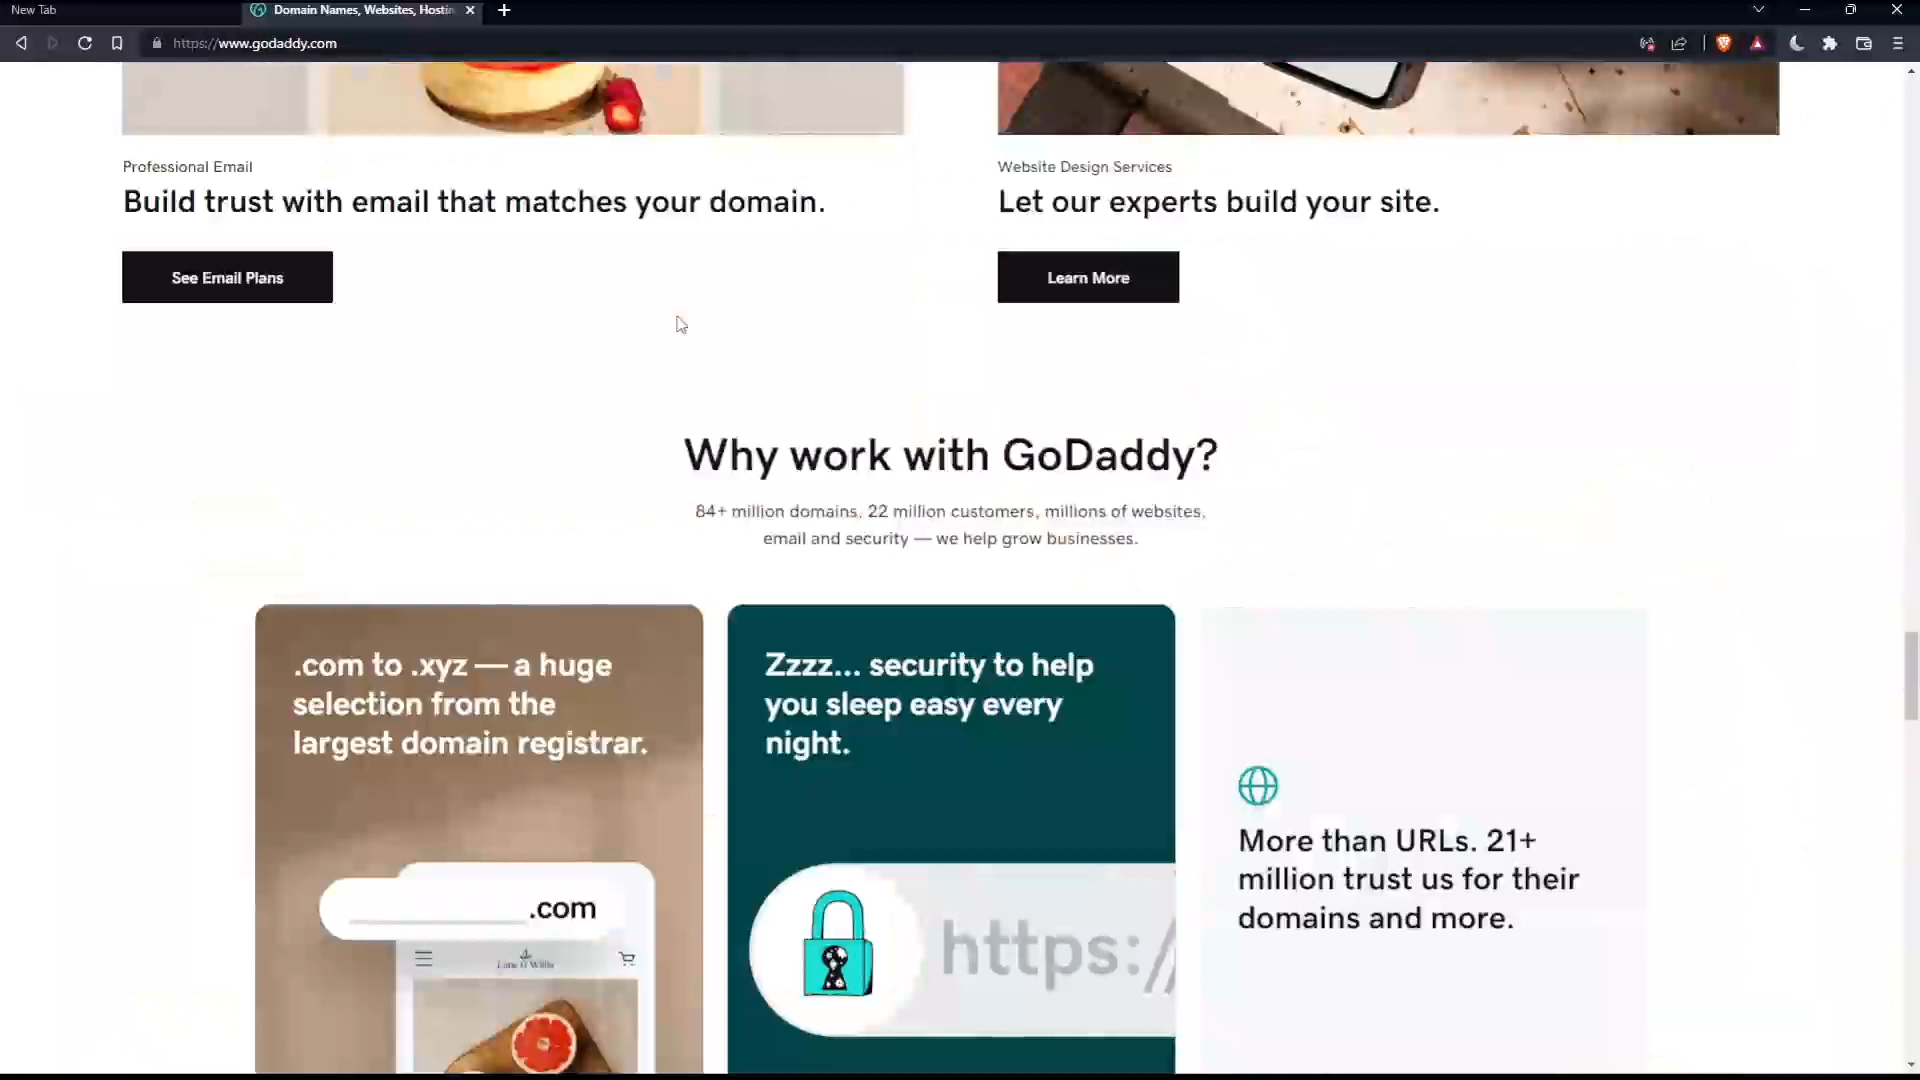 New Tab
Domain Names, Websites, Hostin
https://www.godaddy.com
Professional Email
Build trust with email that matches your domain.
See Email Plans
Website Design Services
Let our experts build your site.
Learn More
Why work with GoDaddy?
84+ million domains, 22 million customers, millions of websites,
email and security — we help grow businesses.
.com to .xyz — a huge
selection from the
largest domain registrar.
.com
Zzzz... security to help
you sleep easy every
night.
https://
More than URLs. 21+
million trust us for their
domains and more.